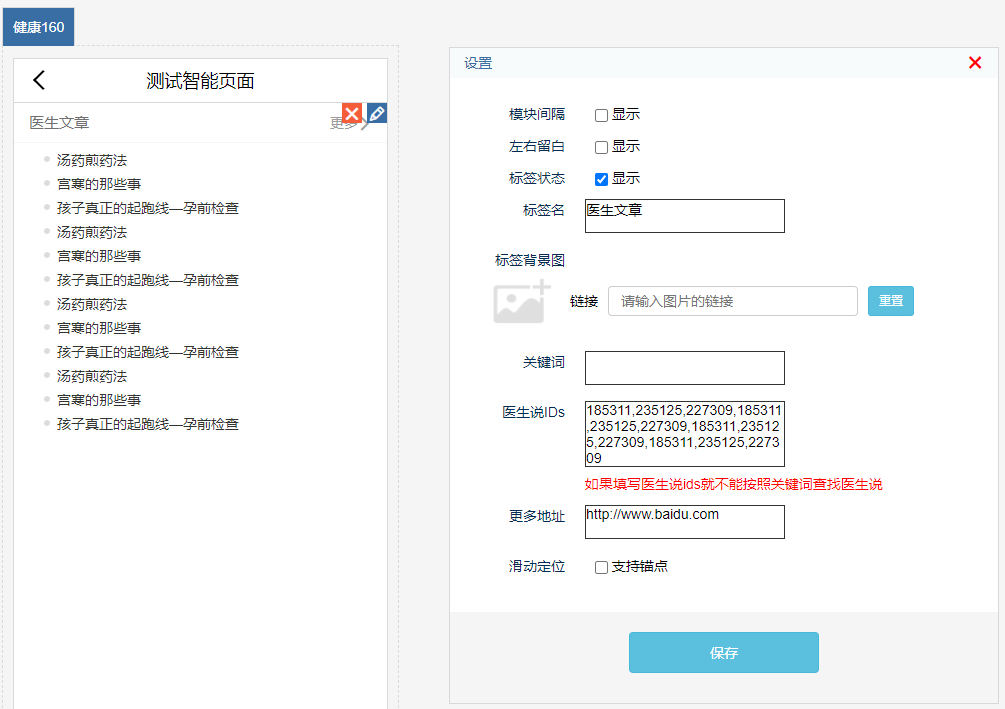 健康160
测试智能页面
医生文章
更多
汤药煎药法
宫寒的那些事
孩子真正的起跑线—孕前检查
汤药煎药法
宫寒的那些事
孩子真正的起跑线—孕前检查
汤药煎药法
宫寒的那些事
孩子真正的起跑线—孕前检查
汤药煎药法
宫寒的那些事
孩子真正的起跑线—孕前检查
设置
模块间隔 显示
左右留白 显示
标签状态 显示
标签名 医生文章
标签背景图
链接 请输入图片的链接 重置
关键词
医生说IDs 185311,235125,227309,185311
,235125,227309,185311,23512
5,227309,185311,235125,2273
09
如果填写医生说ids就不能按照关键词查找医生说
更多地址 http://www.baidu.com
滑动定位 支持锚点
保存